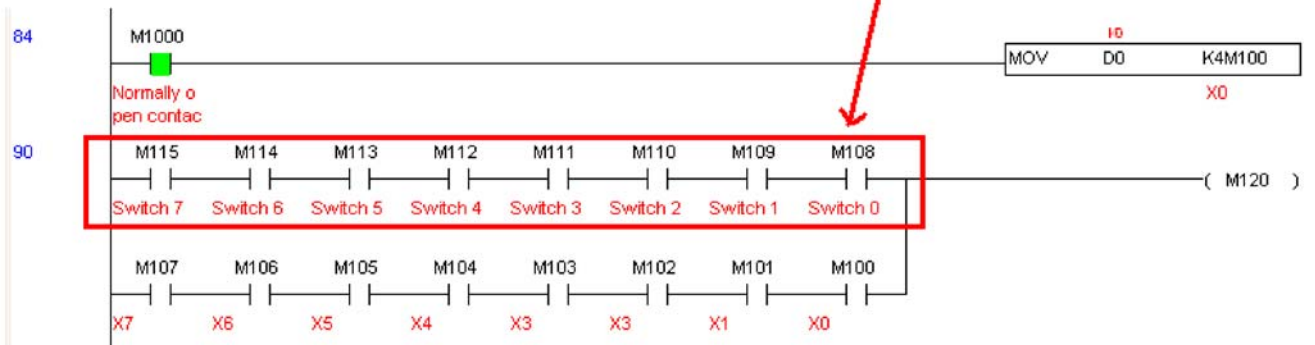 84 M1000
MOV D0 K4M100
Normally o
pen contac
X0
90 M115 M114 M113 M112 M111 M110 M109 M108
( M120 )
Switch 7 Switch 6 Switch 5 Switch 4 Switch 3 Switch 2 Switch 1 Switch 0
M107 M106 M105 M104 M103 M102 M101 M100
X7 X6 X5 X4 X3 X3 X1 X0